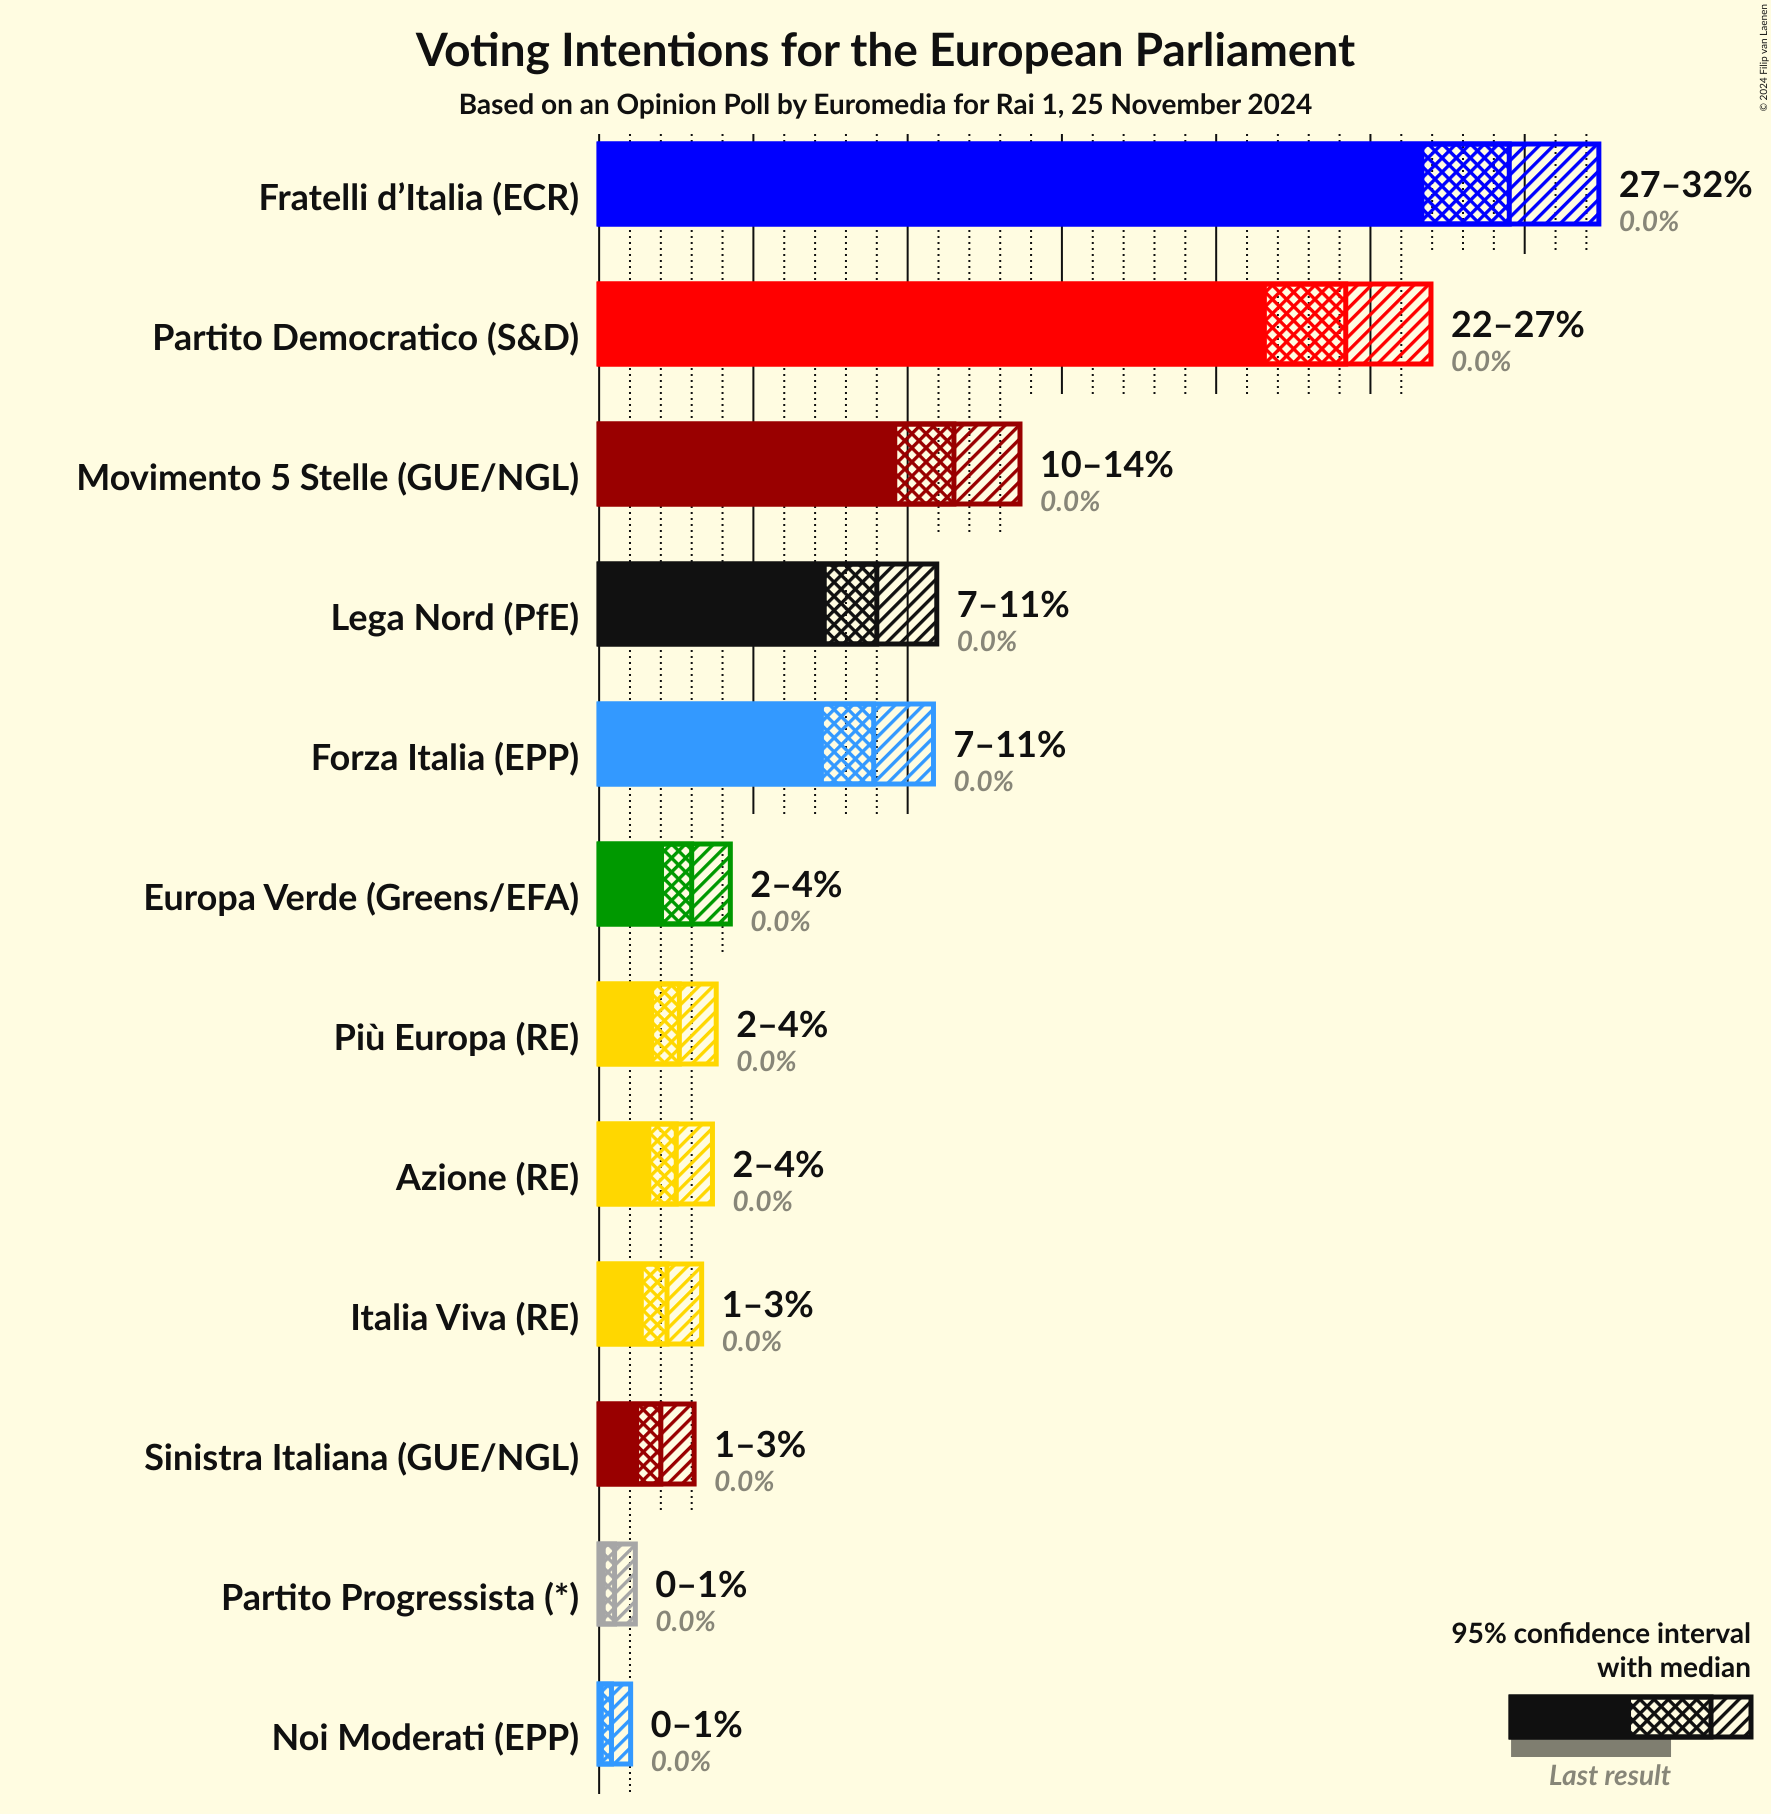 © 2024 Filip van Laenen
Voting Intentions for the European Parliament
Based on an Opinion Poll by Euromedia for Rai 1, 25 November 2024
Fratelli d’Italia (ECR)
27–32%
0.0%
Partito Democratico (S&D)
22–27%
0.0%
Movimento 5 Stelle (GUE/NGL)
10–14%
0.0%
Lega Nord (PfE)
7–11%
0.0%
Forza Italia (EPP)
7–11%
0.0%
Europa Verde (Greens/EFA)
2–4%
0.0%
Più Europa (RE)
2–4%
0.0%
Azione (RE)
2–4%
0.0%
Italia Viva (RE)
1–3%
0.0%
Sinistra Italiana (GUE/NGL)
1–3%
0.0%
Partito Progressista (*)
0–1%
0.0%
Noi Moderati (EPP)
0–1%
0.0%
95% confidence interval
with median
Last result